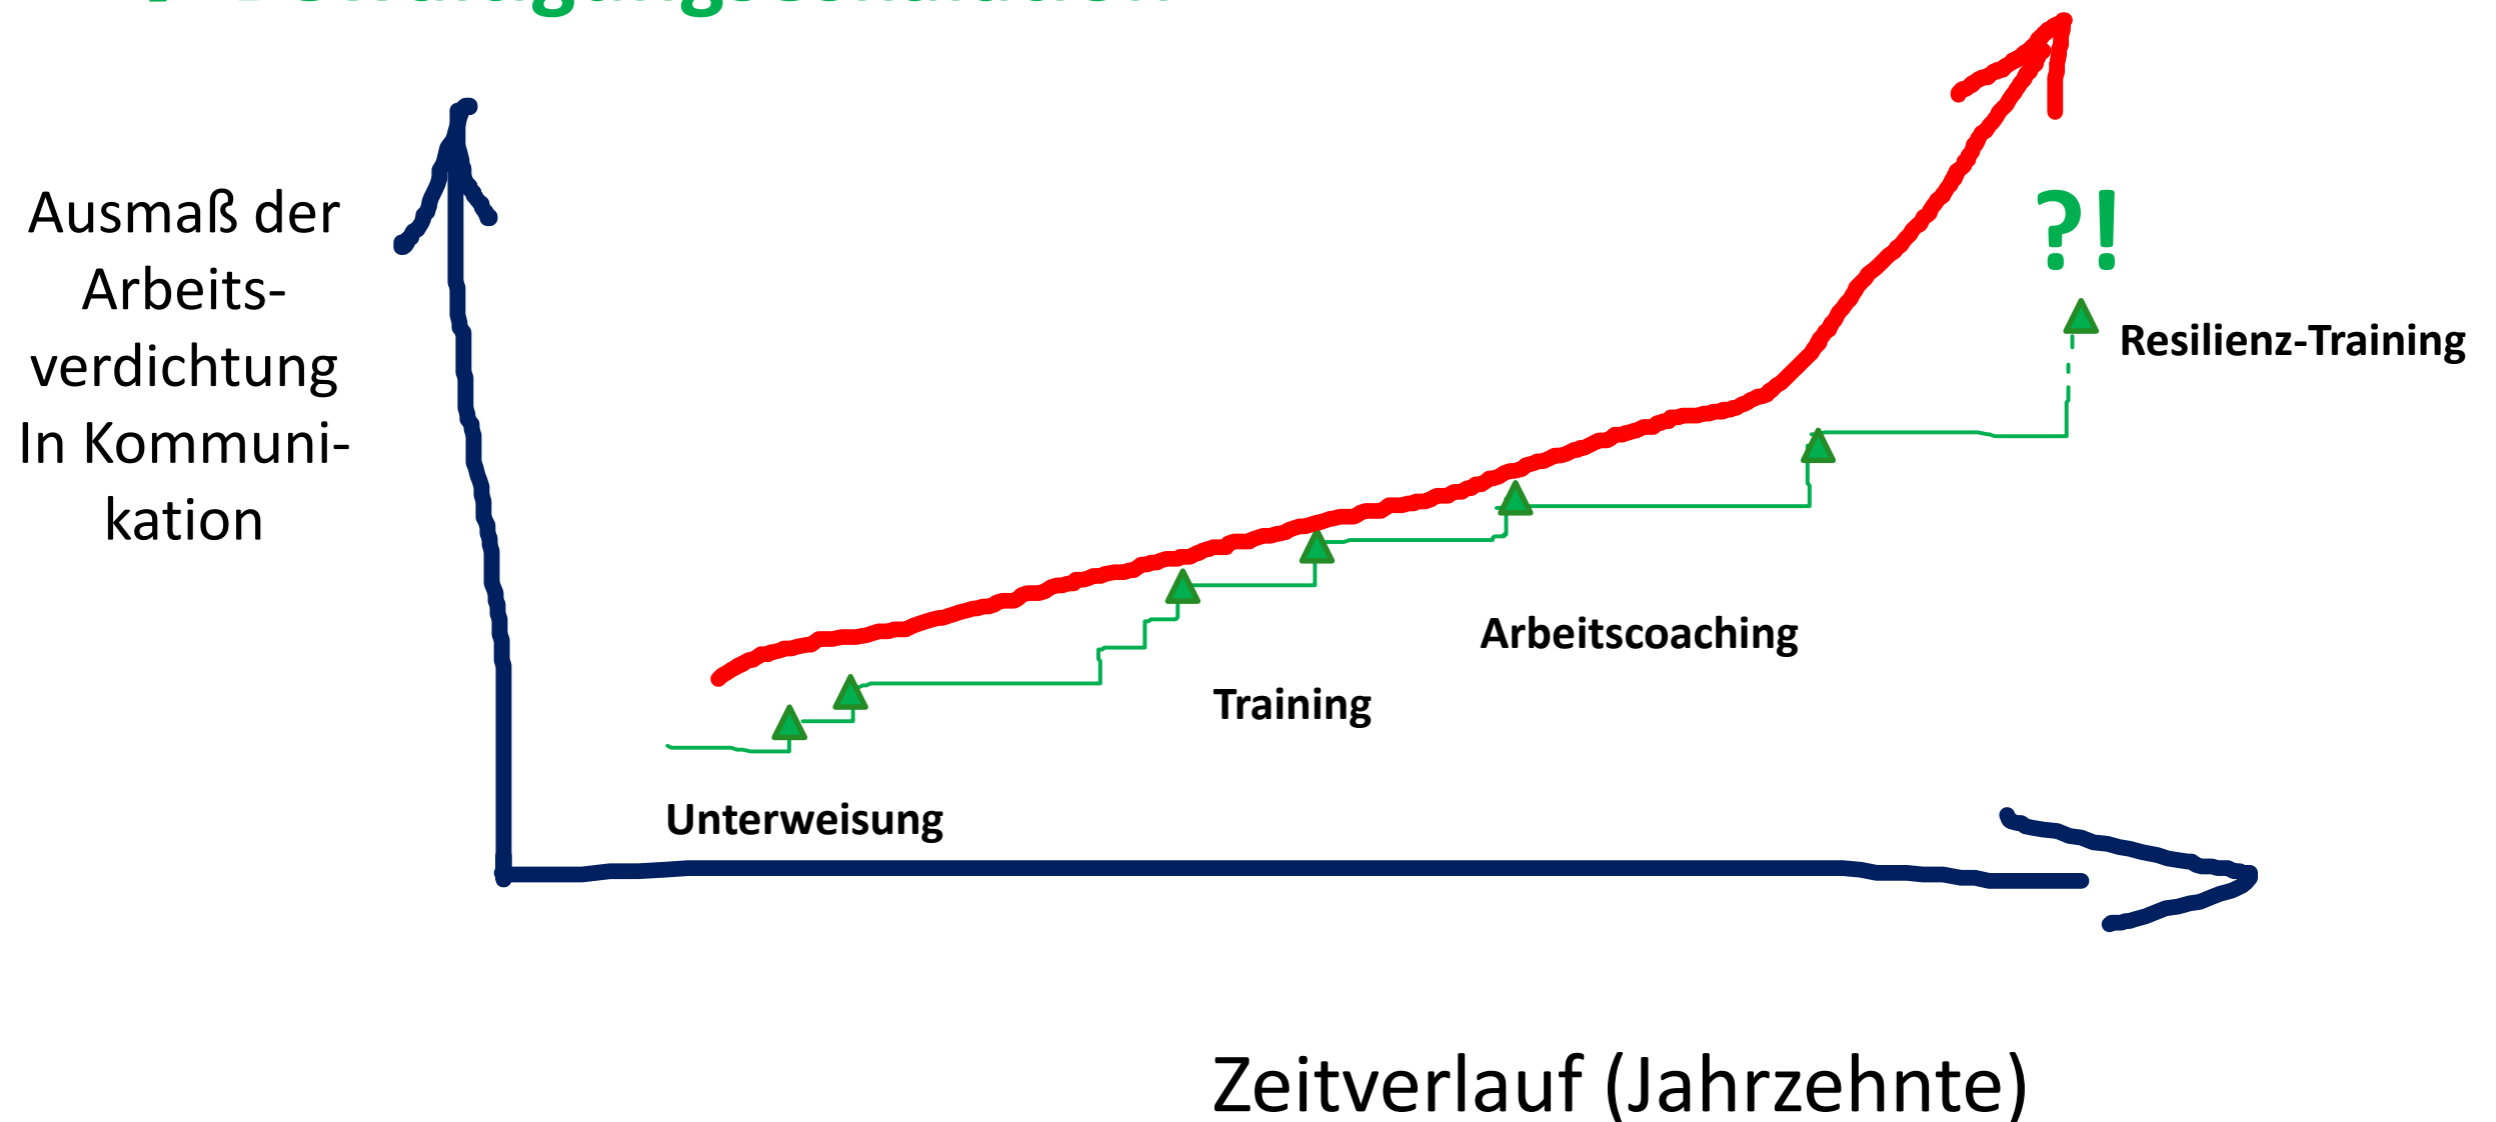 Ausmaß der
Arbeits-
verdichtung
In Kommuni-
kation
?!
Resilienz-Training
Arbeitscoaching
Training
Unterweisung
Zeitverlauf (Jahrzehnte)